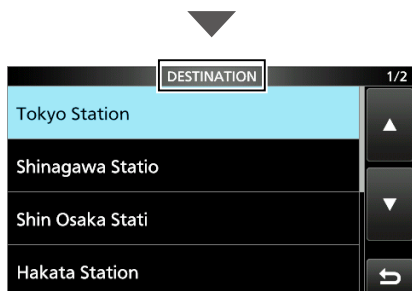 DESTINATION 1/2
Tokyo Station
Shinagawa Statio
Shin Osaka Stati
Hakata Station